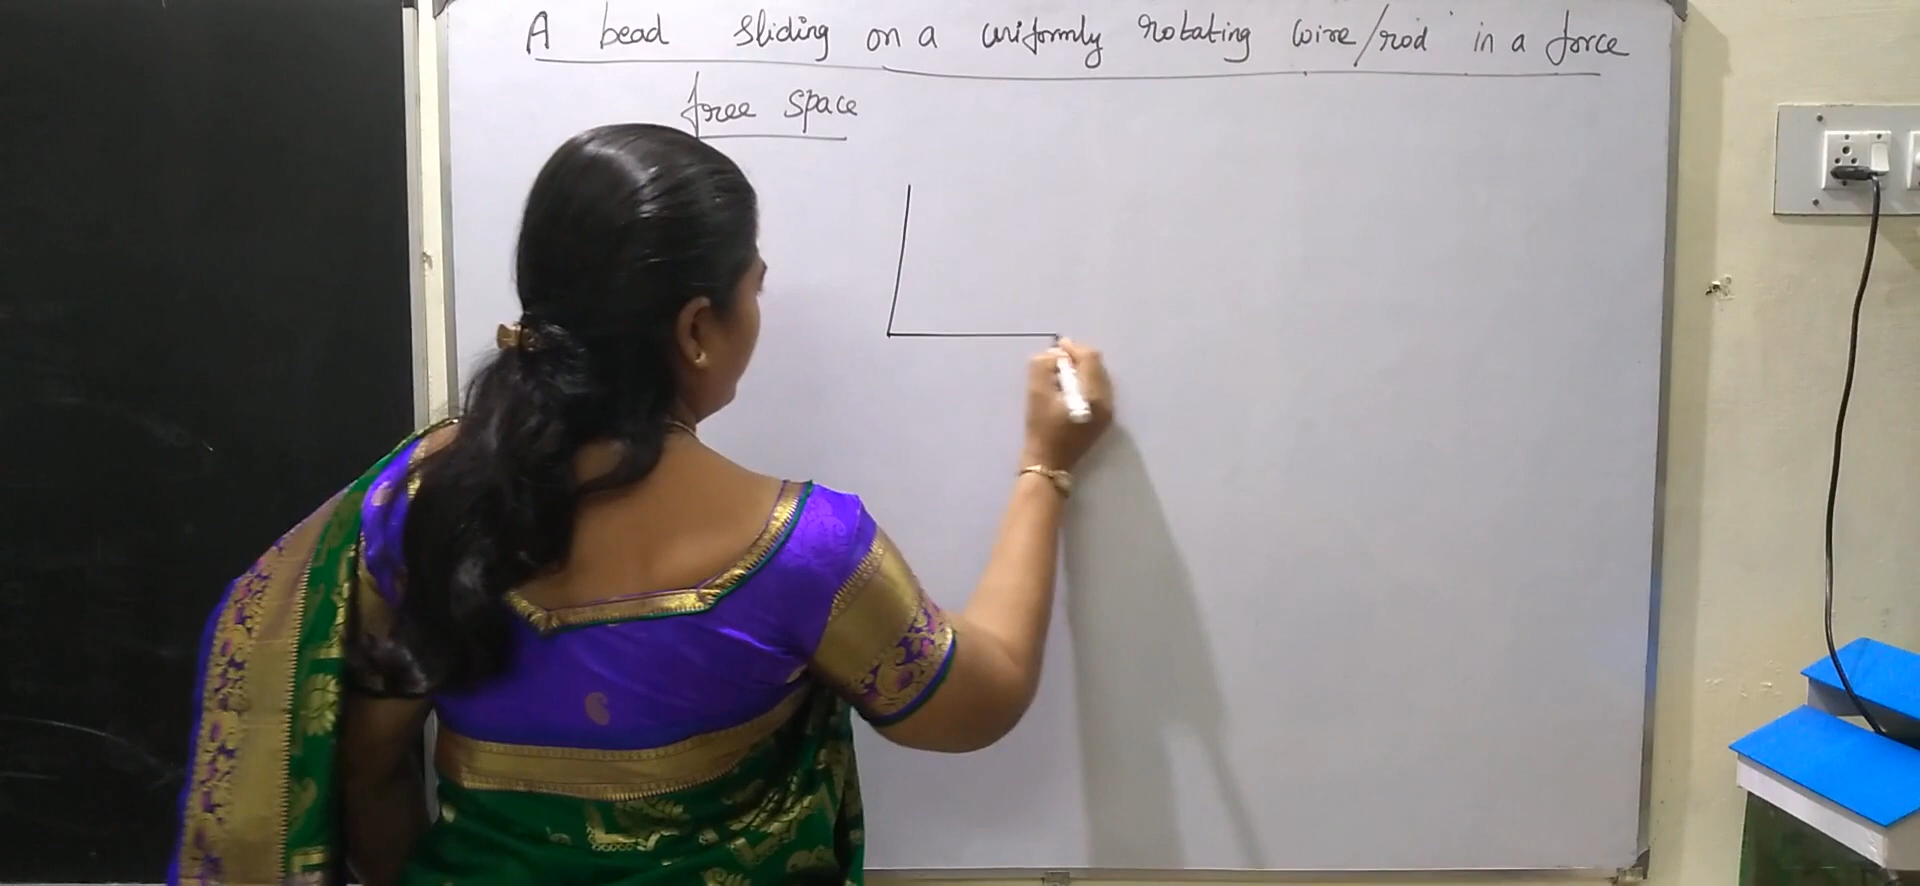 A bead sliding on a uniformly rotating wire/rod in a force
free space